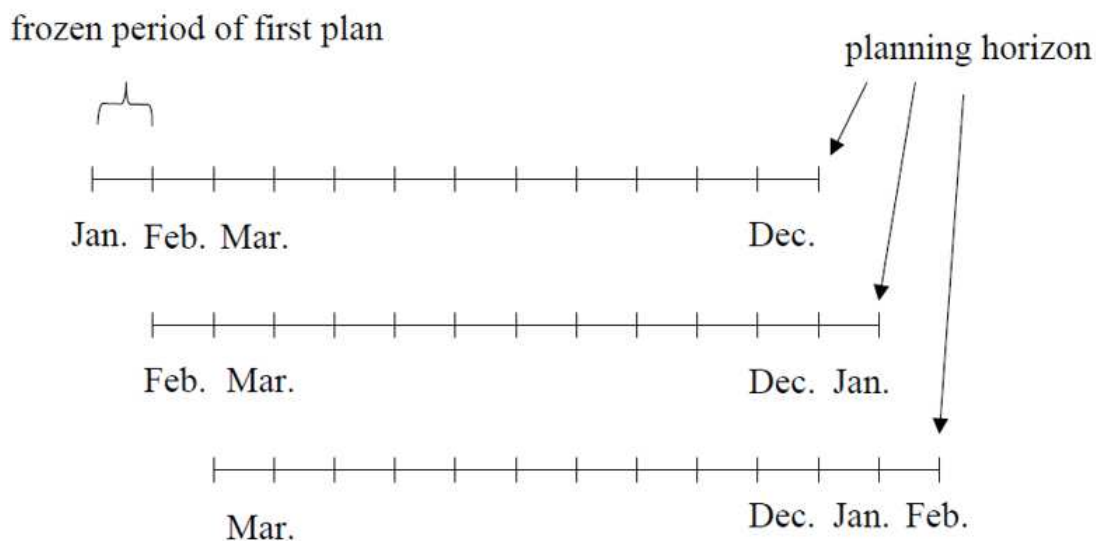 frozen period of first plan
planning horizon
Jan. Feb. Mar. Dec.
Feb. Mar. Dec. Jan.
Mar. Dec. Jan. Feb.